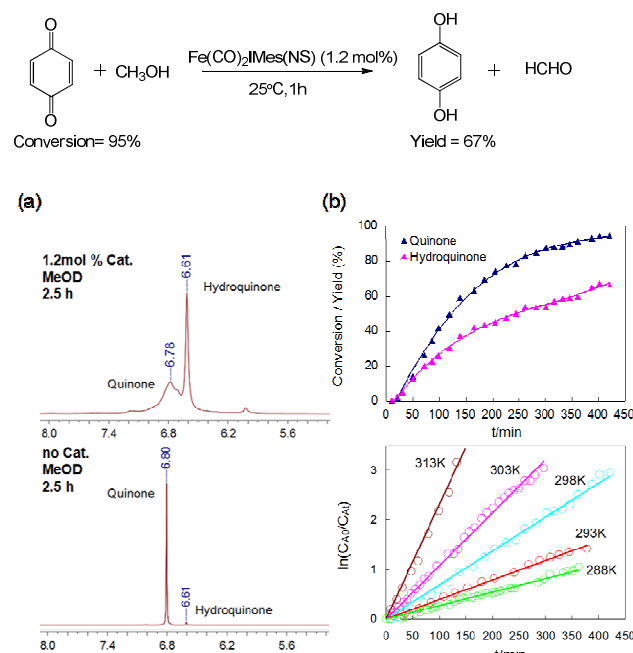 O
O
+ CH3OH
Fe(CO)2IMes(NS) (1.2 mol%)
25°C,1h
OH
OH
+ HCHO
Conversion= 95%
Yield = 67%
(a)
1.2mol % Cat.
MeOD
2.5 h
6.61
Hydroquinone
6.78
Quinone
8.0 7.4 6.8 6.2 5.6
no Cat.
MeOD
2.5 h
6.80
Quinone
6.61
Hydroquinone
8.0 7.4 6.8 6.2 5.6
(b)
Conversion / Yield (%)
100
80
60
40
20
0
Quinone
Hydroquinone
0 50 100 150 200 250 300 350 400 450
t/min
ln(CA0/CAt)
3
2
1
0
313K
303K
298K
293K
288K
0 50 100 150 200 250 300 350 400 450
t/min